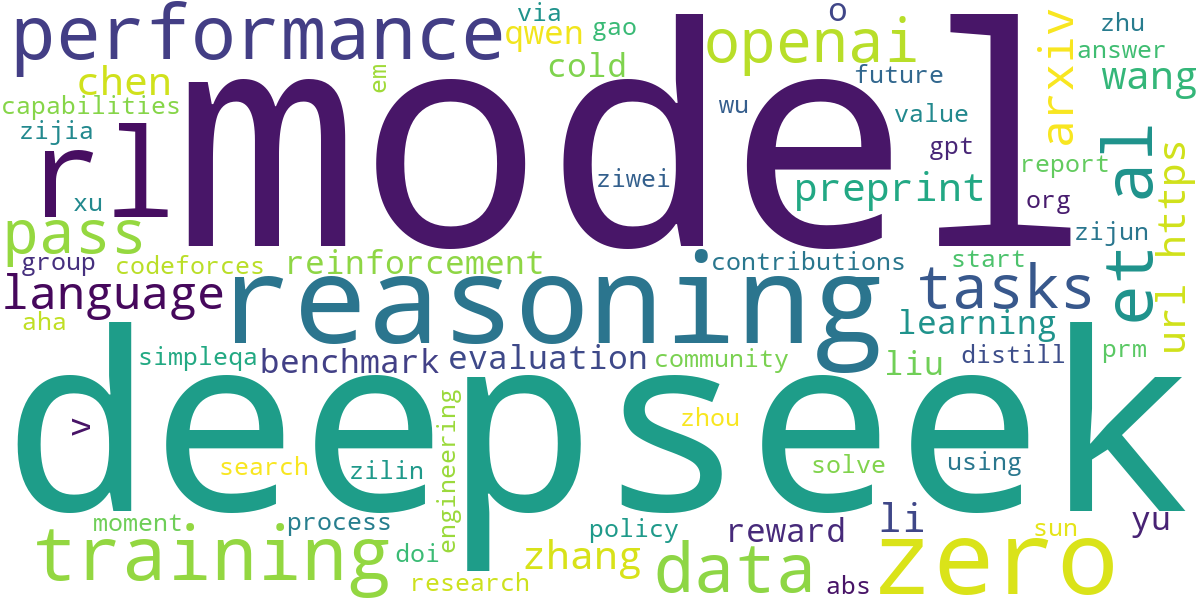 performance
via
qwen
gao
o
zhu
openai
answer
chen
em
cold
future
arxiv
wang
capabilities
model
wu
value
zijia
rl
gpt
et al
report
https
ziwei
preprint
xu
org
pass
zijun
group
codeforces
reinforcement
contributions
start
language
reasoning
tasks
url
aha
learning
simpleqa
benchmark
evaluation
community
liu
distill
prm
deepseek
>
zhou
engineering
search
zilin
solve
using
moment
process
policy
reward
li
yu
sun
training
doi
zhang
data
zero
research
abs